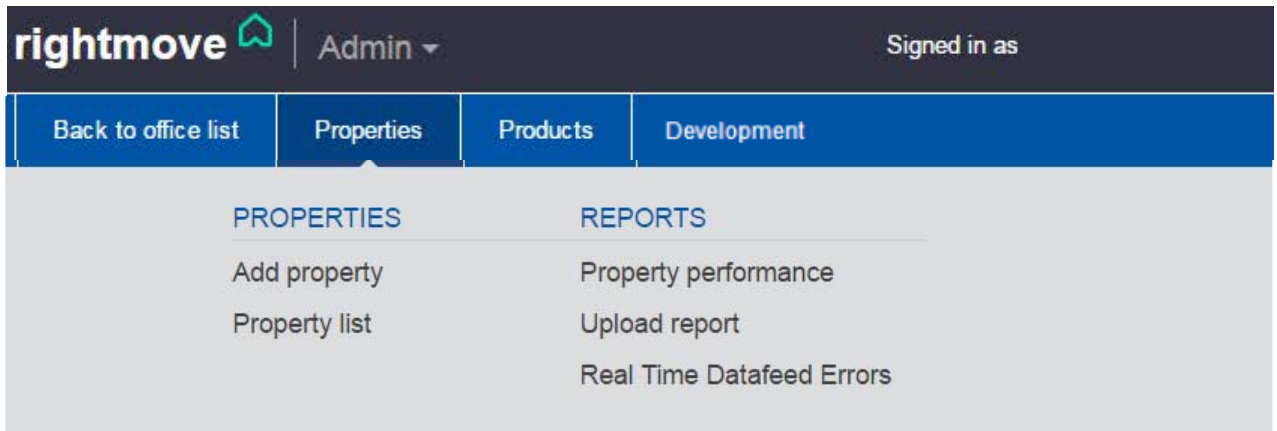 rightmove Admin Signed in as
Back to office list Properties Products Development
PROPERTIES REPORTS
Add property Property performance
Property list Upload report
Real Time Datafeed Errors